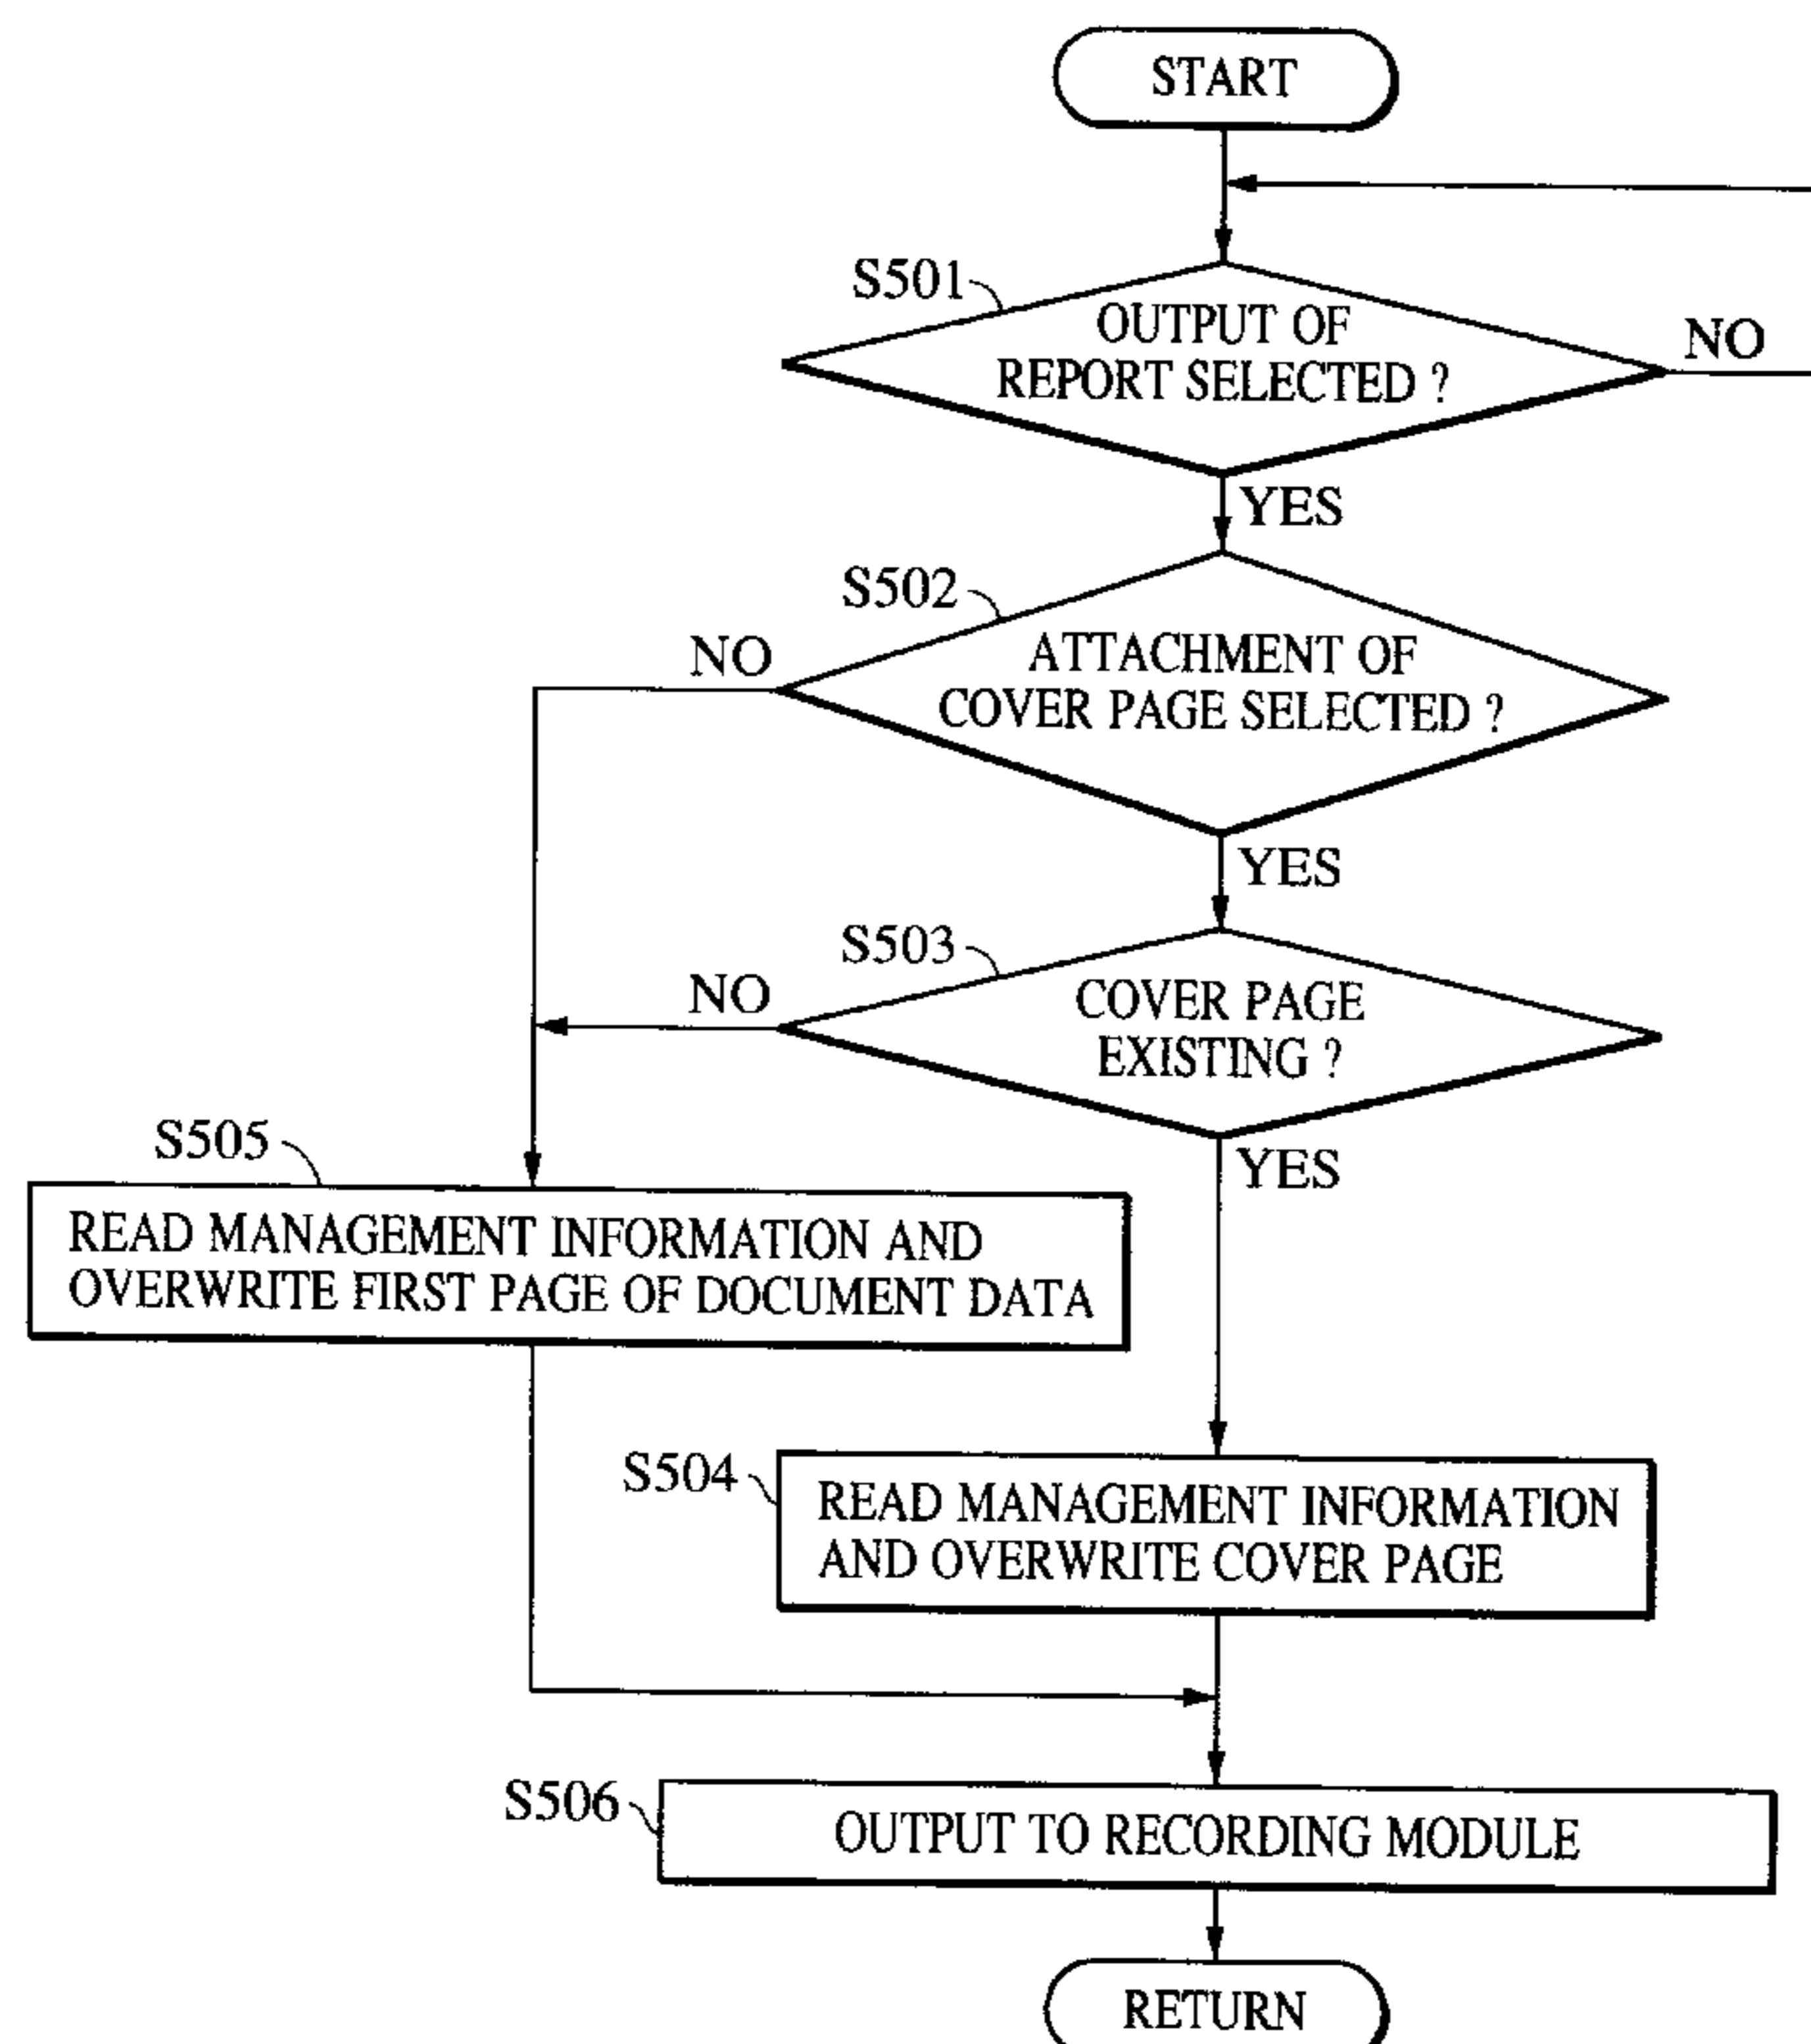 START
S501
OUTPUT OF
REPORT SELECTED ?
NO
YES
S502
NO
ATTACHMENT OF
COVER PAGE SELECTED ?
YES
S503
NO
COVER PAGE
EXISTING ?
YES
S505
READ MANAGEMENT INFORMATION AND
OVERWRITE FIRST PAGE OF DOCUMENT DATA
S504
READ MANAGEMENT INFORMATION
AND OVERWRITE COVER PAGE
S506
OUTPUT TO RECORDING MODULE
RETURN